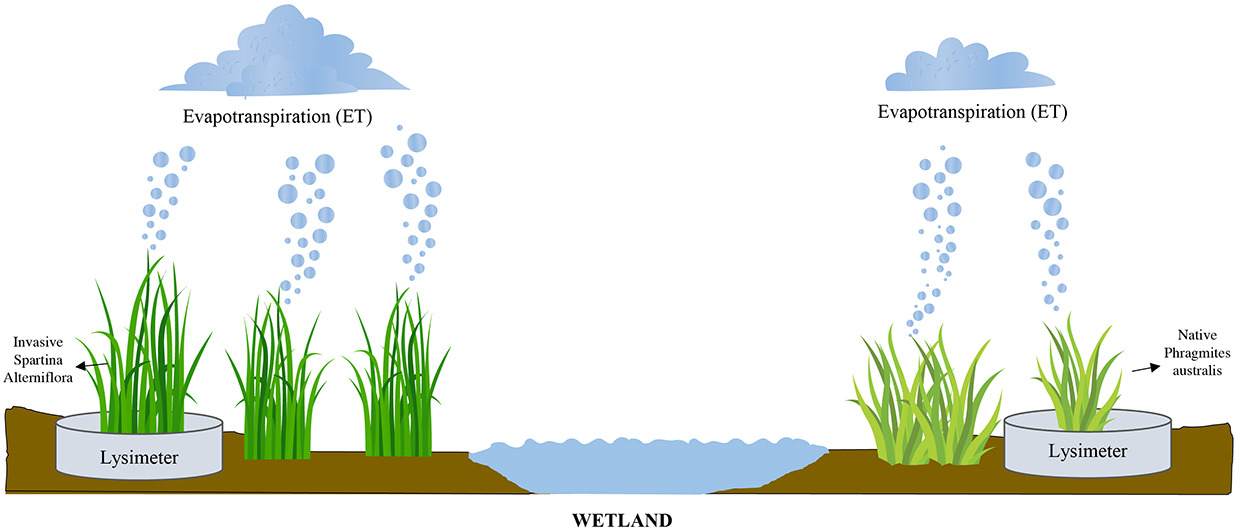 Evapotranspiration (ET)
Evapotranspiration (ET)
Invasive
Spartina
Alterniflora
Native
Phragmites
australis
Lysimeter
Lysimeter
WETLAND